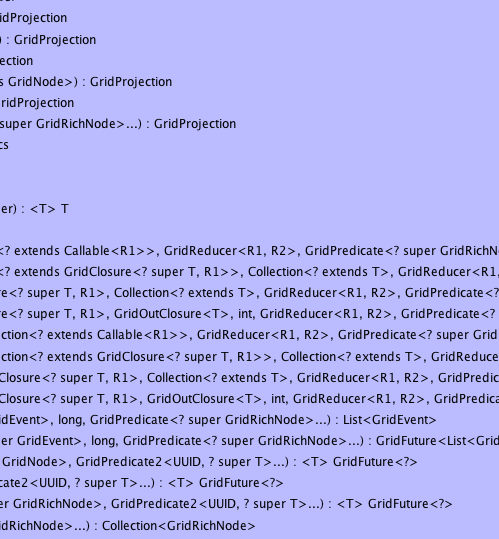 ridProjection
) : GridProjection
ection
s GridNode>) : GridProjection
ridProjection
super GridRichNode>...) : GridProjection
cs
er) : <T> T
<? extends Callable<R1>>, GridReducer<R1, R2>, GridPredicate<? super GridRichN
<? extends GridClosure<? super T, R1>>, Collection<? extends T>, GridReducer<R1,
re<? super T, R1>, Collection<? extends T>, GridReducer<R1, R2>, GridPredicate<?
re<? super T, R1>, GridOutClosure<T>, int, GridReducer<R1, R2>, GridPredicate<?
ction<? extends Callable<R1>>, GridReducer<R1, R2>, GridPredicate<? super Grid
ction<? extends GridClosure<? super T, R1>>, Collection<? extends T>, GridReduce
Closure<? super T, R1>, Collection<? extends T>, GridReducer<R1, R2>, GridPredic
Closure<? super T, R1>, GridOutClosure<T>, int, GridReducer<R1, R2>, GridPredica
idEvent>, long, GridPredicate<? super GridRichNode>...) : List<GridEvent>
per GridEvent>, long, GridPredicate<? super GridRichNode>...) : GridFuture<List<Grid
GridNode>, GridPredicate2<UUID, ? super T>...) : <T> GridFuture<?>
cate2<UUID, ? super T>...) : <T> GridFuture<?>
er GridRichNode>, GridPredicate2<UUID, ? super T>...) : <T> GridFuture<?>
idRichNode>...) : Collection<GridRichNode>